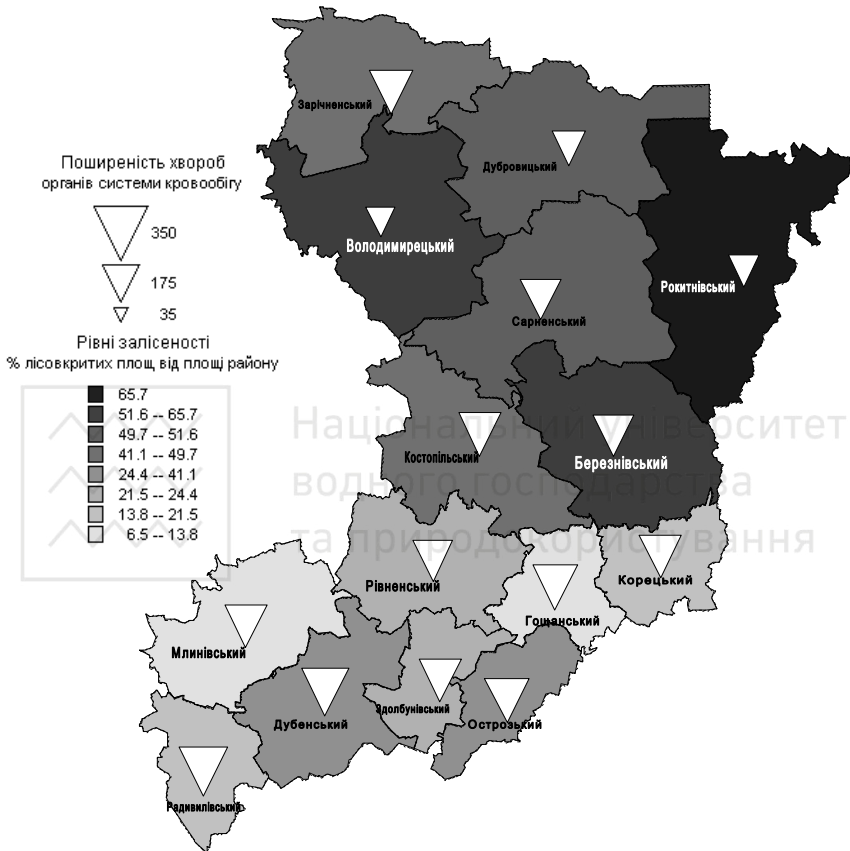 Зарічненський
Дубровицький
Поширеність хвороб
органів системи кровообігу
350
175
35
Володимирецький
Рокитнівський
Сарненський
Рівні залісеності
% лісовкритих площ від площі району
65.7
51.6 -- 65.7
49.7 -- 51.6
41.1 -- 49.7
24.4 -- 41.1
21.5 -- 24.4
13.8 -- 21.5
6.5 -- 13.8
Національний університет
водного господарства
та природокористування
Костопільський
Березнівський
Рівненський
Корецький
Гощанський
Млинівський
Здолбунівський
Дубенський
Острозький
Радивилівський